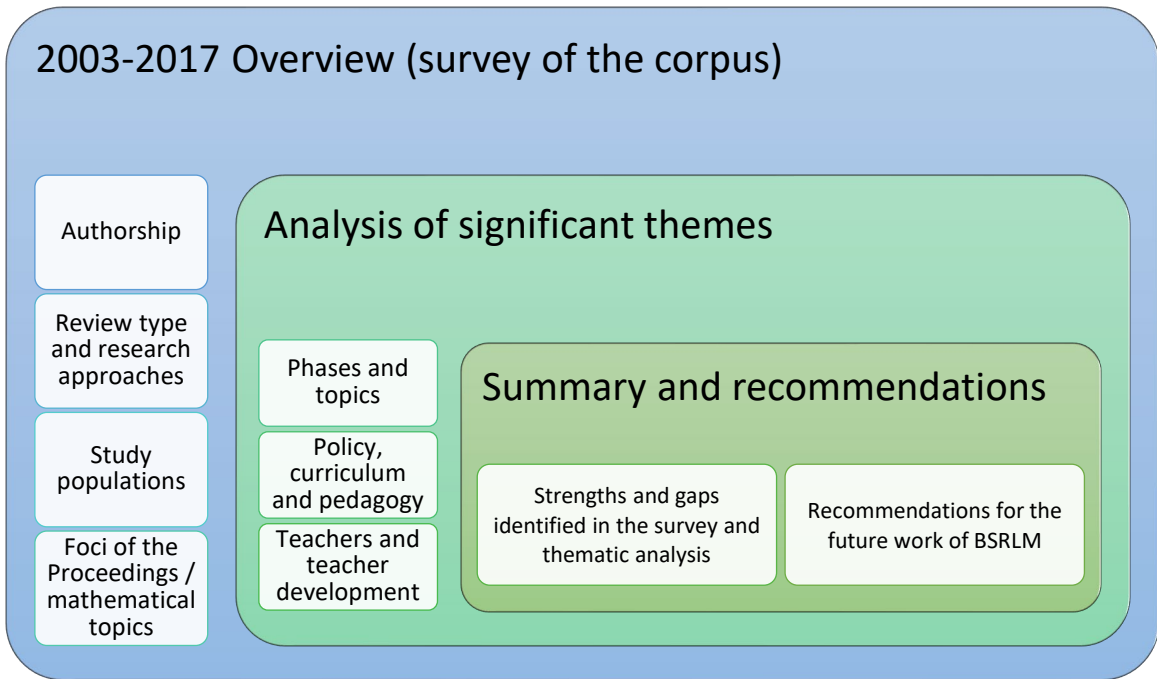 2003-2017 Overview (survey of the corpus)
Authorship
Review type
and research
approaches
Study
populations
Foci of the
Proceedings /
mathematical
topics
Analysis of significant themes
Phases and
topics
Policy,
curriculum
and pedagogy
Teachers and
teacher
development
Summary and recommendations
Strengths and gaps
identified in the survey and
thematic analysis
Recommendations for the
future work of BSRLM